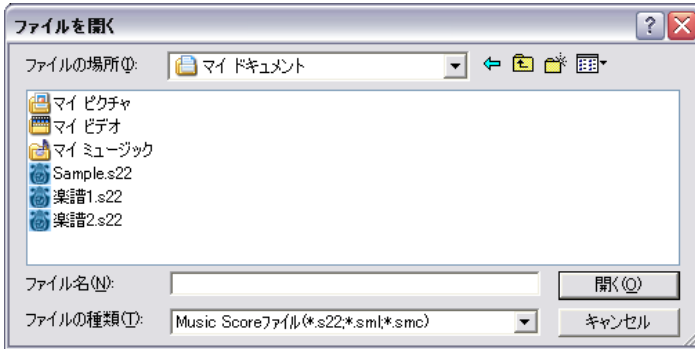 ファイルを開く
ファイルの場所(I): マイ ドキュメント
マイ ピクチャ
マイ ビデオ
マイ ミュージック
Sample.s22
楽譜1.s22
楽譜2.s22
ファイル名(N): 開く(O)
ファイルの種類(T): Music Scoreファイル(*.s22;*.sml;*.smc) キャンセル